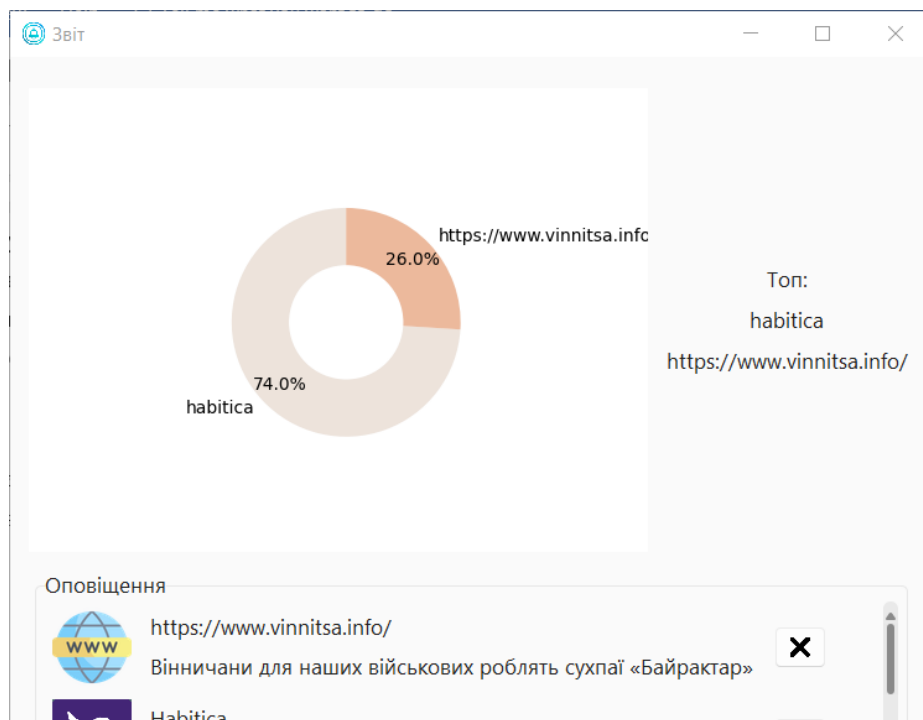 Звіт
https://www.vinnitsa.info
26.0%
74.0%
habitica
Топ:
habitica
https://www.vinnitsa.info/
Оповіщення
www
https://www.vinnitsa.info/
Вінничани для наших військових роблять сухпаї «Байрактар»
Habitica